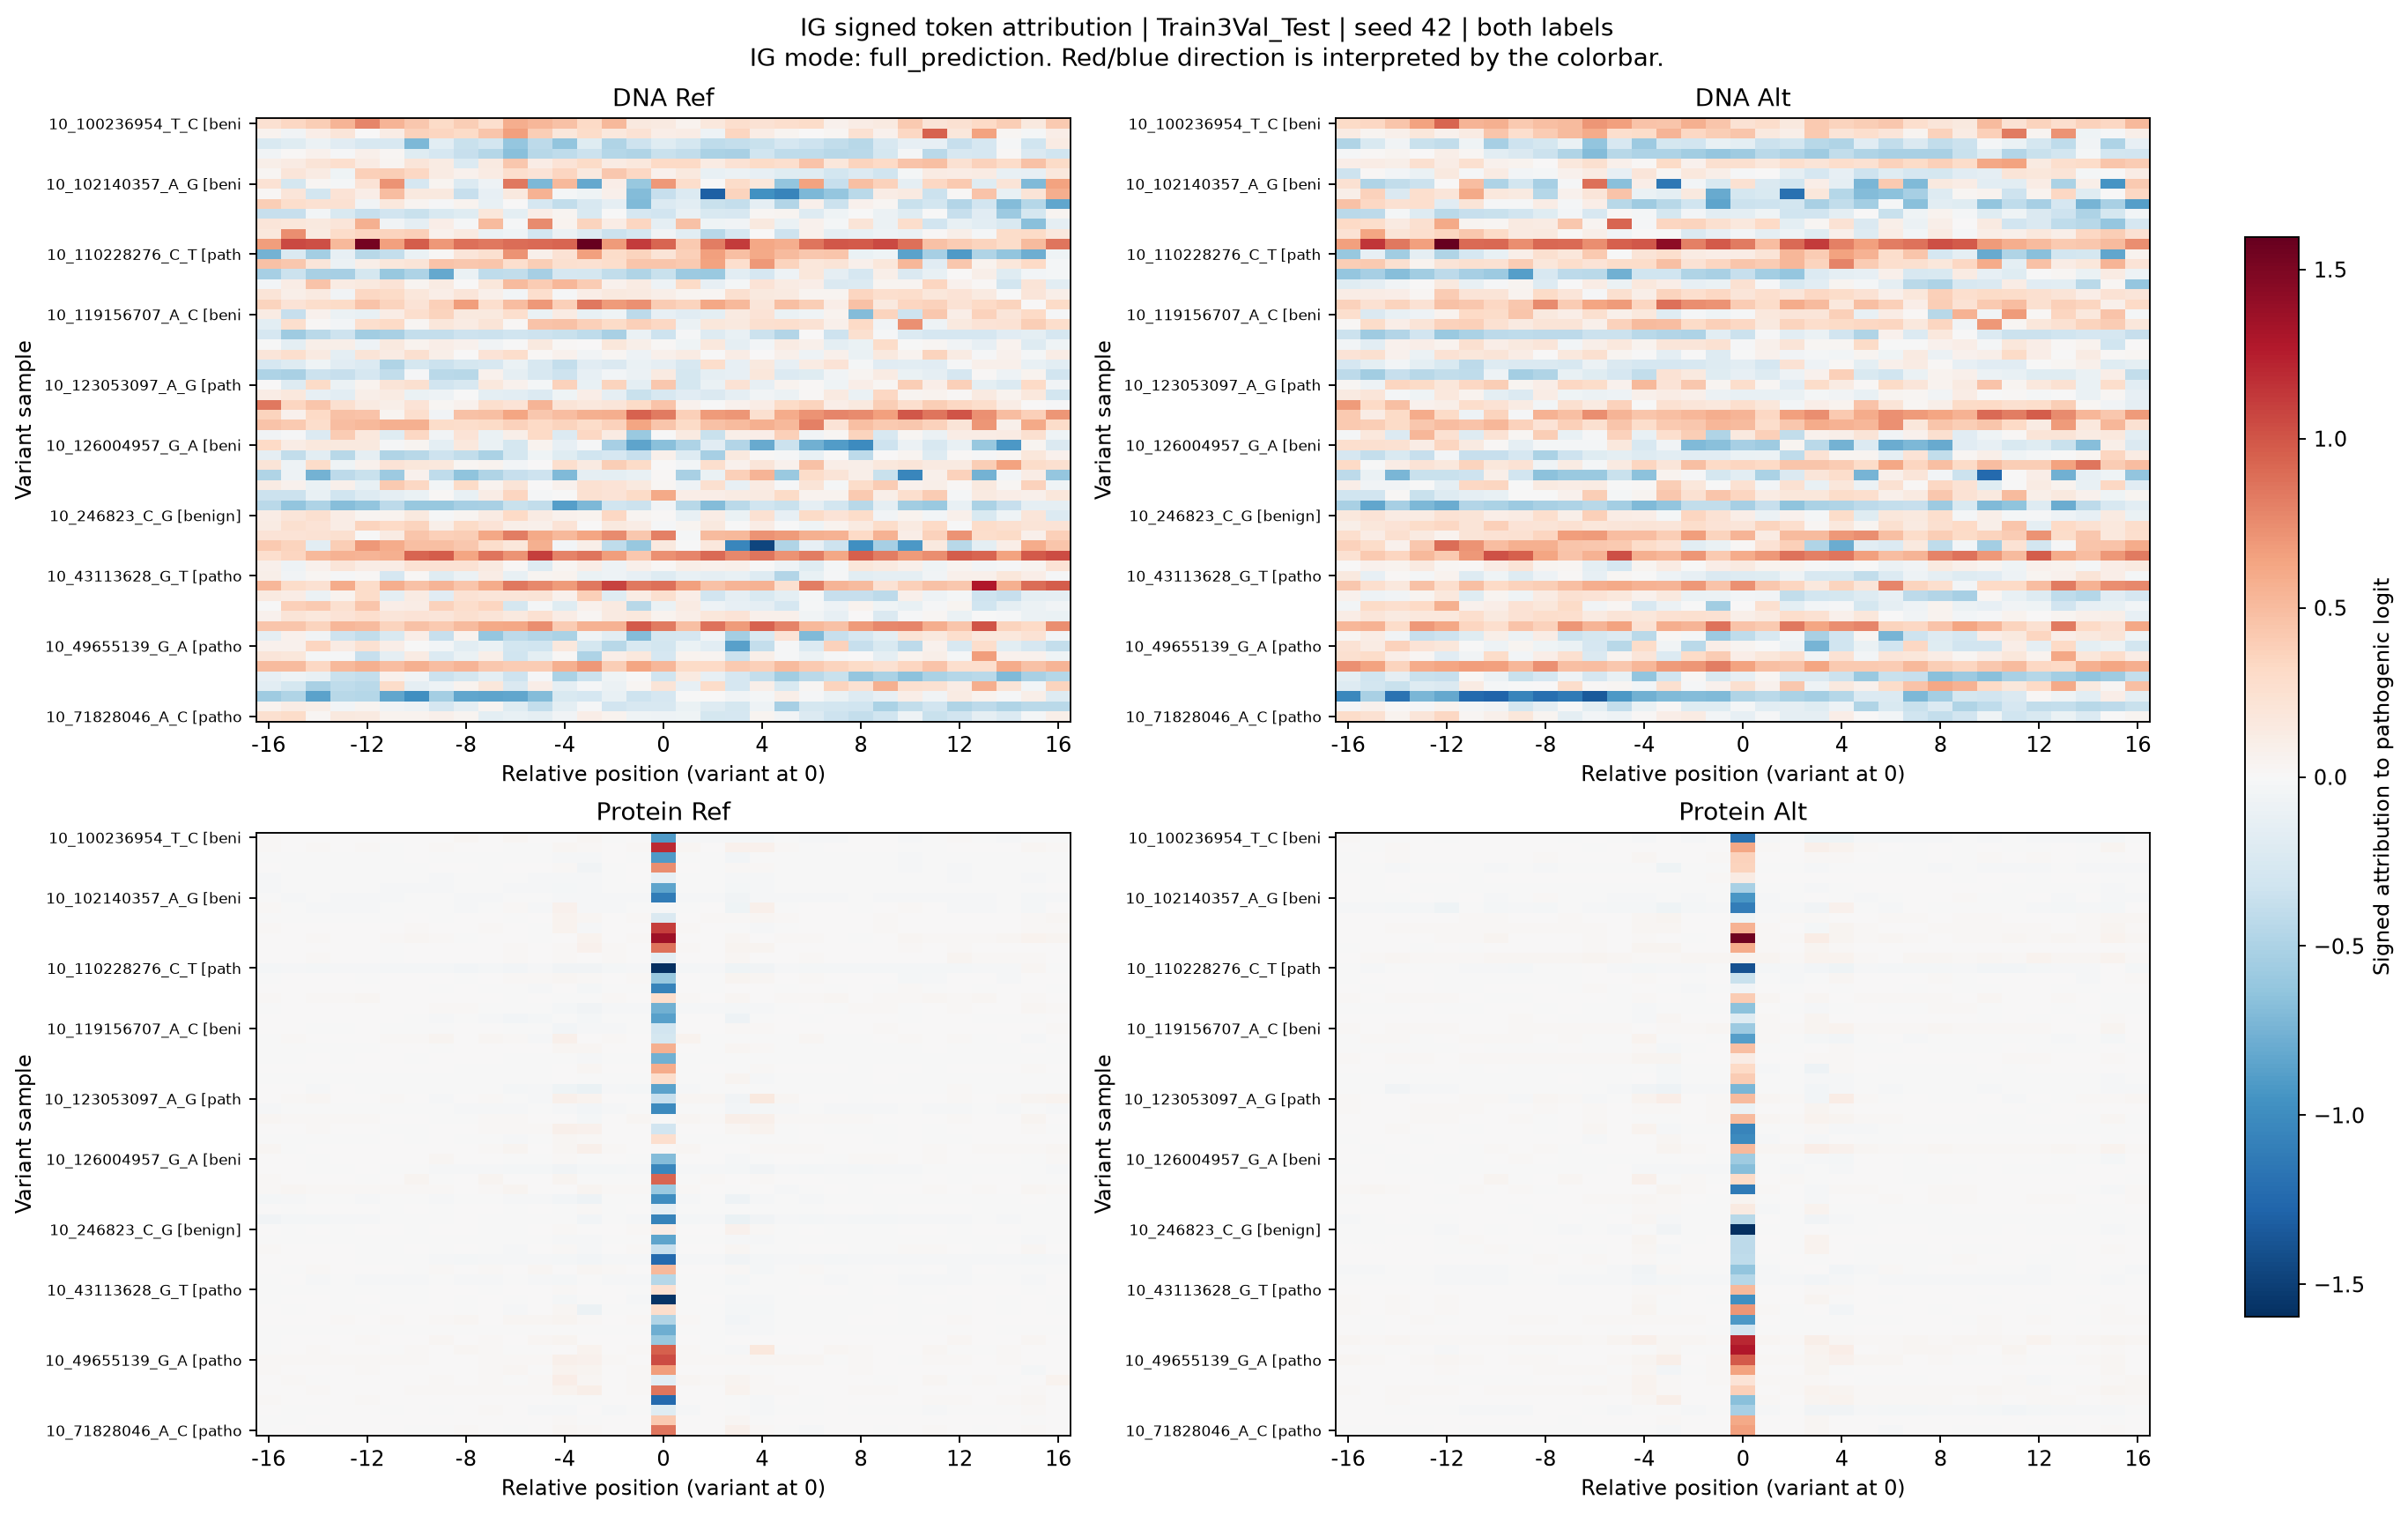 IG signed token attribution | Train3Val_Test | seed 42 | both labels
IG mode: full_prediction. Red/blue direction is interpreted by the colorbar.
DNA Ref
Variant sample
10_100236954_T_C [beni
10_102140357_A_G [beni
10_110228276_C_T [path
10_119156707_A_C [beni
10_123053097_A_G [path
10_126004957_G_A [beni
10_246823_C_G [benign]
10_43113628_G_T [patho
10_49655139_G_A [patho
10_71828046_A_C [patho
-16 -12 -8 -4 0 4 8 12 16
Relative position (variant at 0)
DNA Alt
Variant sample
10_100236954_T_C [beni
10_102140357_A_G [beni
10_110228276_C_T [path
10_119156707_A_C [beni
10_123053097_A_G [path
10_126004957_G_A [beni
10_246823_C_G [benign]
10_43113628_G_T [patho
10_49655139_G_A [patho
10_71828046_A_C [patho
-16 -12 -8 -4 0 4 8 12 16
Relative position (variant at 0)
Protein Ref
Variant sample
10_100236954_T_C [beni
10_102140357_A_G [beni
10_110228276_C_T [path
10_119156707_A_C [beni
10_123053097_A_G [path
10_126004957_G_A [beni
10_246823_C_G [benign]
10_43113628_G_T [patho
10_49655139_G_A [patho
10_71828046_A_C [patho
-16 -12 -8 -4 0 4 8 12 16
Relative position (variant at 0)
Protein Alt
Variant sample
10_100236954_T_C [beni
10_102140357_A_G [beni
10_110228276_C_T [path
10_119156707_A_C [beni
10_123053097_A_G [path
10_126004957_G_A [beni
10_246823_C_G [benign]
10_43113628_G_T [patho
10_49655139_G_A [patho
10_71828046_A_C [patho
-16 -12 -8 -4 0 4 8 12 16
Relative position (variant at 0)
1.5
1.0
0.5
0.0
−0.5
−1.0
−1.5
Signed attribution to pathogenic logit